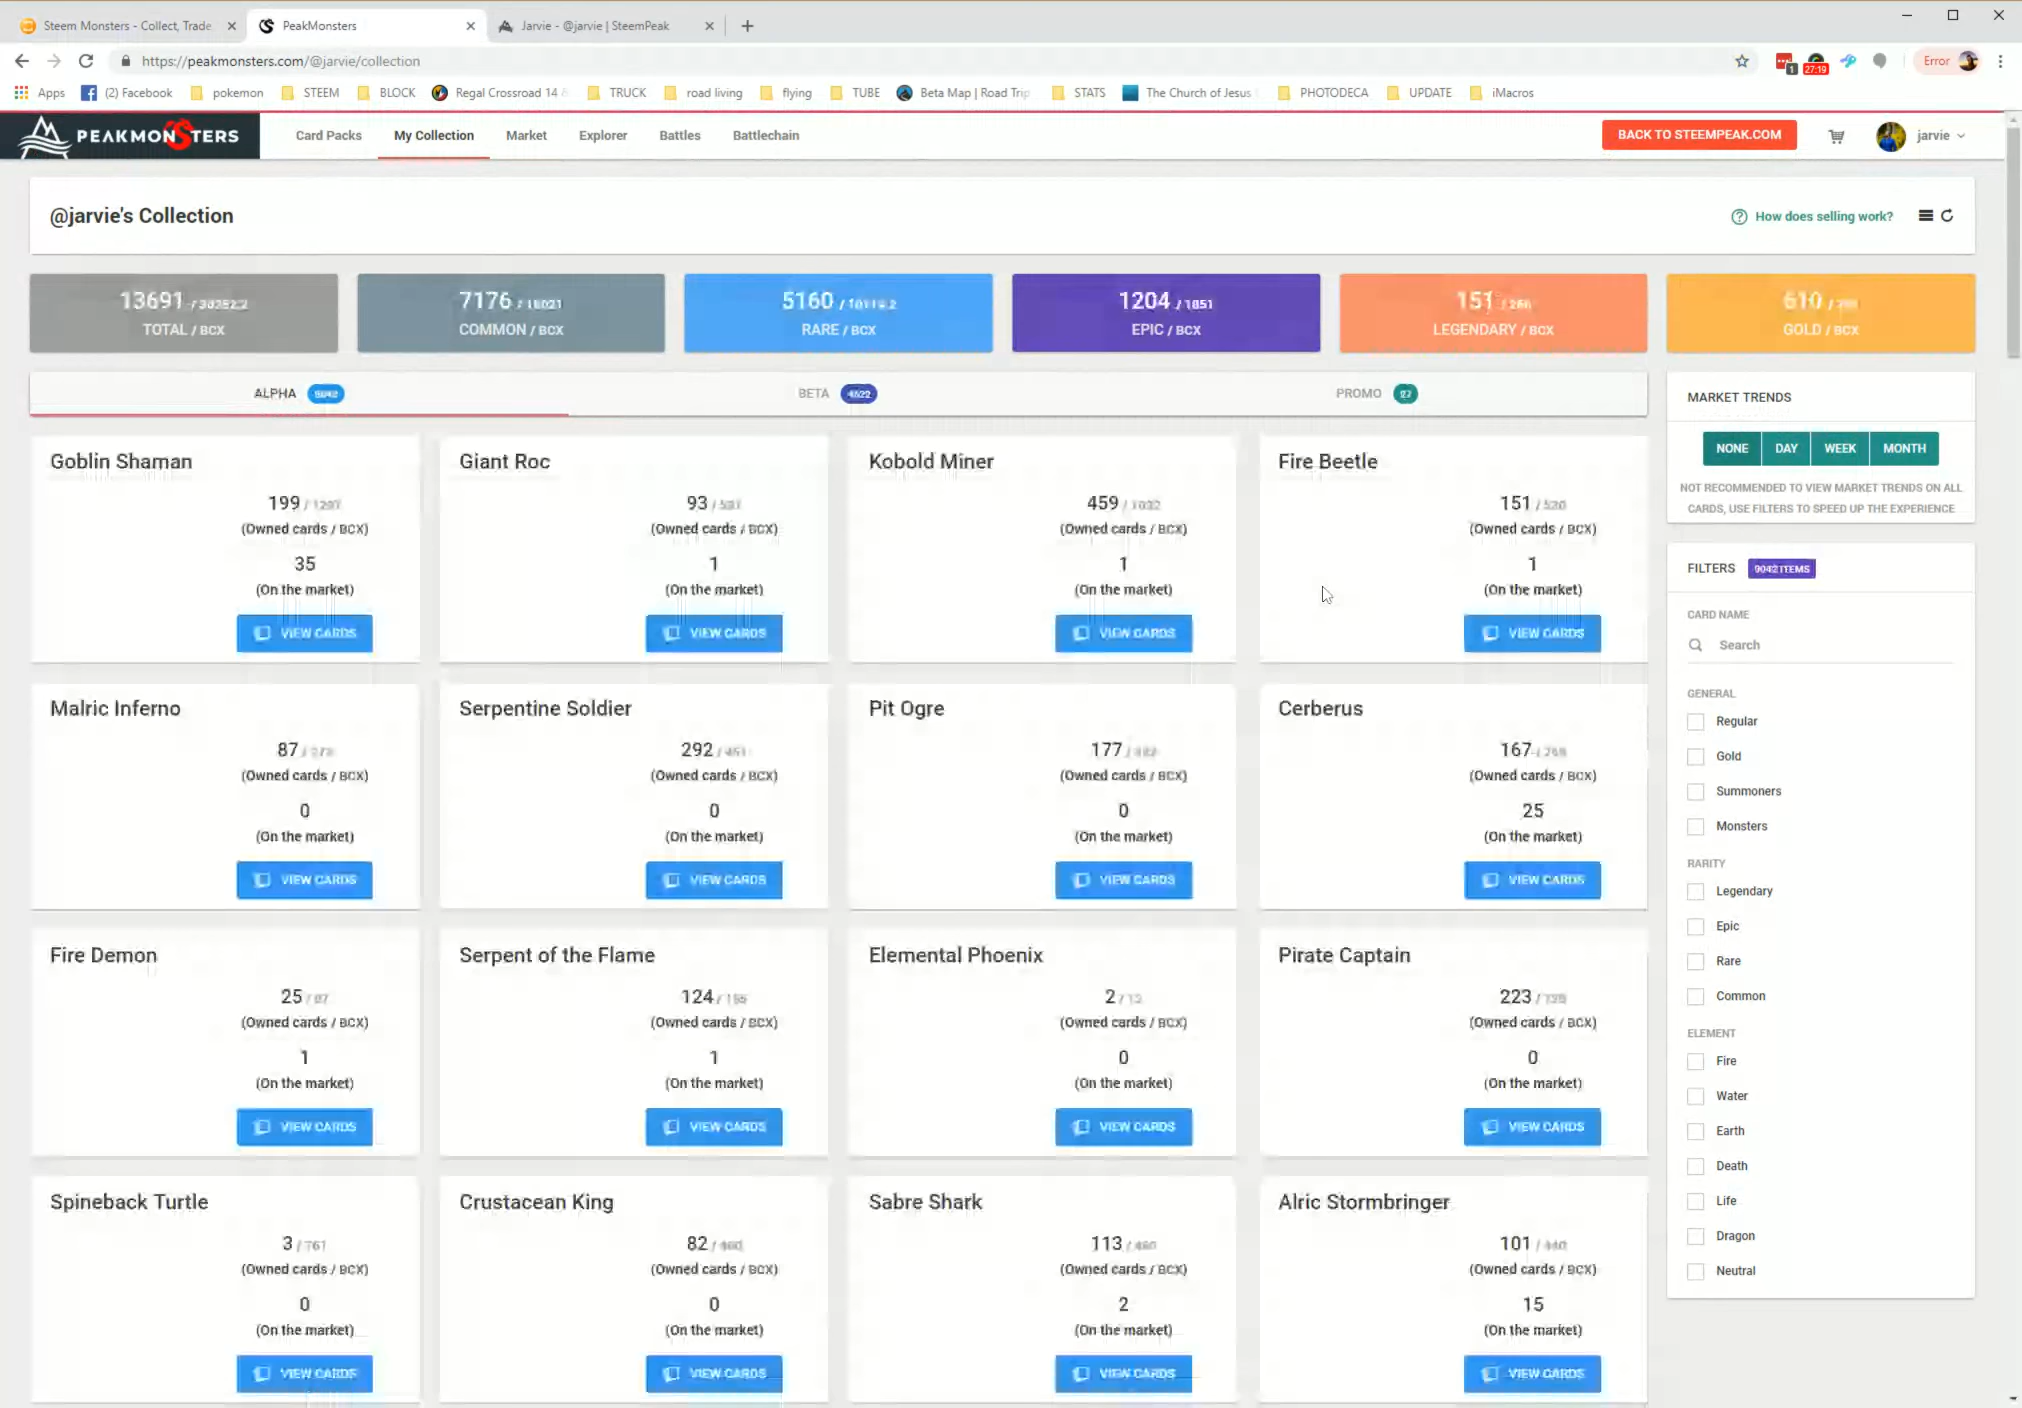 Steem Monsters - Collect, Trade
PeakMonsters
Jarvie - @jarvie | SteemPeak
https://peakmonsters.com/@jarvie/collection
1
27:19
Error
Apps
(2) Facebook
pokemon
STEEM
BLOCK
Regal Crossroad 14 &
TRUCK
road living
flying
TUBE
Beta Map | Road Trip
STATS
The Church of Jesus
PHOTODECA
UPDATE
iMacros
PEAKMONSTERS
Card Packs
My Collection
Market
Explorer
Battles
Battlechain
BACK TO STEEMPEAK.COM
jarvie
@jarvie's Collection
How does selling work?
13691
TOTAL / BCX
7176
COMMON / BCX
5160
RARE / BCX
1204 / 1851
EPIC / BCX
151
LEGENDARY / BCX
610
GOLD / BCX
ALPHA
BETA 4622
PROMO 27
MARKET TRENDS
NONE DAY WEEK MONTH
NOT RECOMMENDED TO VIEW MARKET TRENDS ON ALL
CARDS, USE FILTERS TO SPEED UP THE EXPERIENCE
Goblin Shaman
199
(Owned cards / BCX)
35
(On the market)
VIEW CARDS
Giant Roc
93
(Owned cards / BCX)
1
(On the market)
VIEW CARDS
Kobold Miner
459
(Owned cards / BCX)
1
(On the market)
VIEW CARDS
Fire Beetle
151
(Owned cards / BCX)
1
(On the market)
VIEW CARDS
Malric Inferno
87
(Owned cards / BCX)
0
(On the market)
VIEW CARDS
Serpentine Soldier
292
(Owned cards / BCX)
0
(On the market)
VIEW CARDS
Pit Ogre
177
(Owned cards / BCX)
0
(On the market)
VIEW CARDS
Cerberus
167
(Owned cards / BCX)
25
(On the market)
VIEW CARDS
Fire Demon
25
(Owned cards / BCX)
1
(On the market)
VIEW CARDS
Serpent of the Flame
124
(Owned cards / BCX)
1
(On the market)
VIEW CARDS
Elemental Phoenix
2
(Owned cards / BCX)
0
(On the market)
VIEW CARDS
Pirate Captain
223
(Owned cards / BCX)
0
(On the market)
VIEW CARDS
Spineback Turtle
3 / 761
(Owned cards / BCX)
0
(On the market)
VIEW CARDS
Crustacean King
82
(Owned cards / BCX)
0
(On the market)
VIEW CARDS
Sabre Shark
113
(Owned cards / BCX)
2
(On the market)
VIEW CARDS
Alric Stormbringer
101
(Owned cards / BCX)
15
(On the market)
VIEW CARDS
FILTERS 9042 ITEMS
CARD NAME
Search
GENERAL
Regular
Gold
Summoners
Monsters
RARITY
Legendary
Epic
Rare
Common
ELEMENT
Fire
Water
Earth
Death
Life
Dragon
Neutral